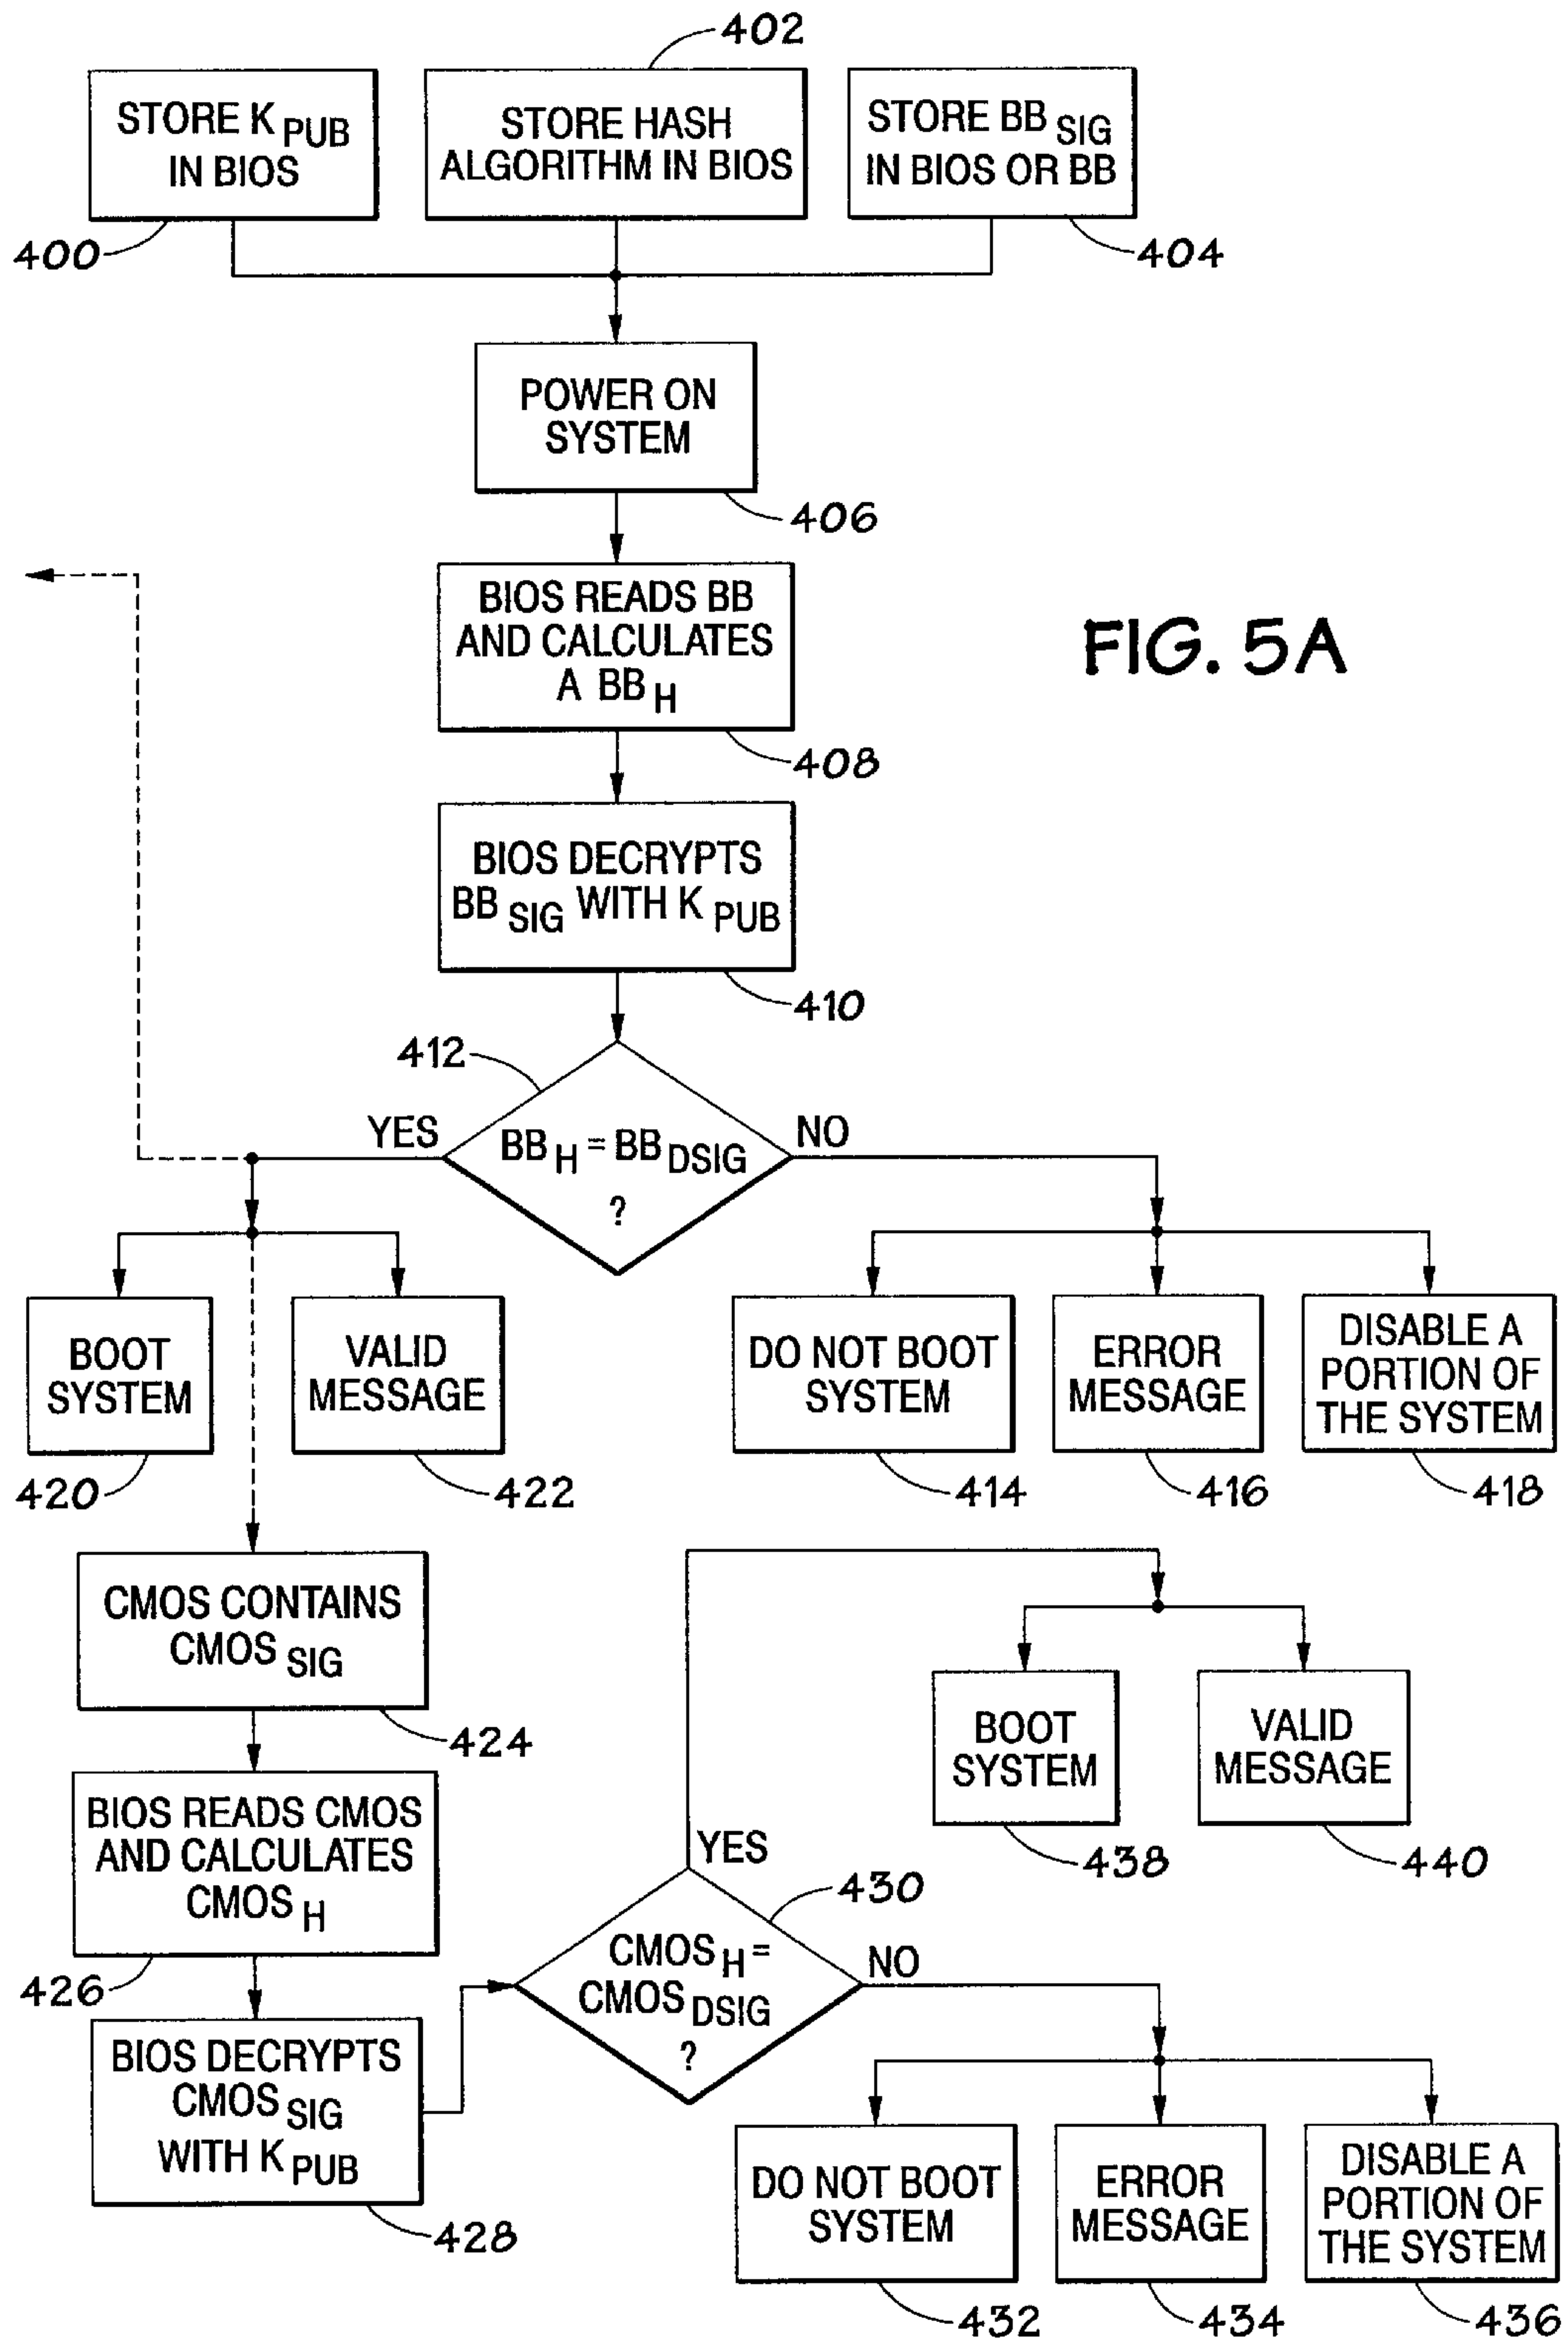 402
STORE K PUB
IN BIOS
STORE HASH
ALGORITHM IN BIOS
STORE BB SIG
IN BIOS OR BB
400
404
POWER ON
SYSTEM
406
BIOS READS BB
AND CALCULATES
A BB H
FIG. 5A
408
BIOS DECRYPTS
BB SIG WITH K PUB
410
412
YES
BB H = BB DSIG
?
NO
BOOT
SYSTEM
VALID
MESSAGE
DO NOT BOOT
SYSTEM
ERROR
MESSAGE
DISABLE A
PORTION OF
THE SYSTEM
420
422
414
416
418
CMOS CONTAINS
CMOS SIG
424
BOOT
SYSTEM
VALID
MESSAGE
438
440
BIOS READS CMOS
AND CALCULATES
CMOS H
426
YES
430
CMOS H =
CMOS DSIG
?
NO
BIOS DECRYPTS
CMOS SIG
WITH K PUB
428
DO NOT BOOT
SYSTEM
ERROR
MESSAGE
DISABLE A
PORTION OF
THE SYSTEM
432
434
436